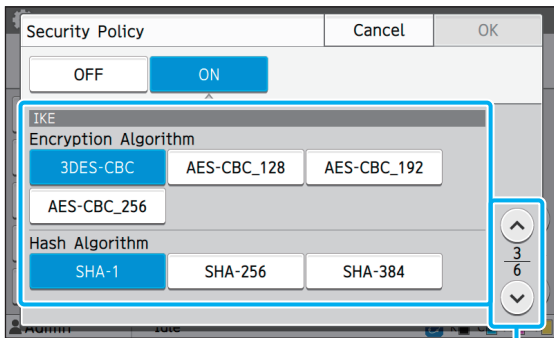 Security Policy
Cancel
OK
OFF
ON
IKE
Encryption Algorithm
3DES-CBC
AES-CBC_128
AES-CBC_192
AES-CBC_256
3
6
Hash Algorithm
SHA-1
SHA-256
SHA-384
Admin
Idle